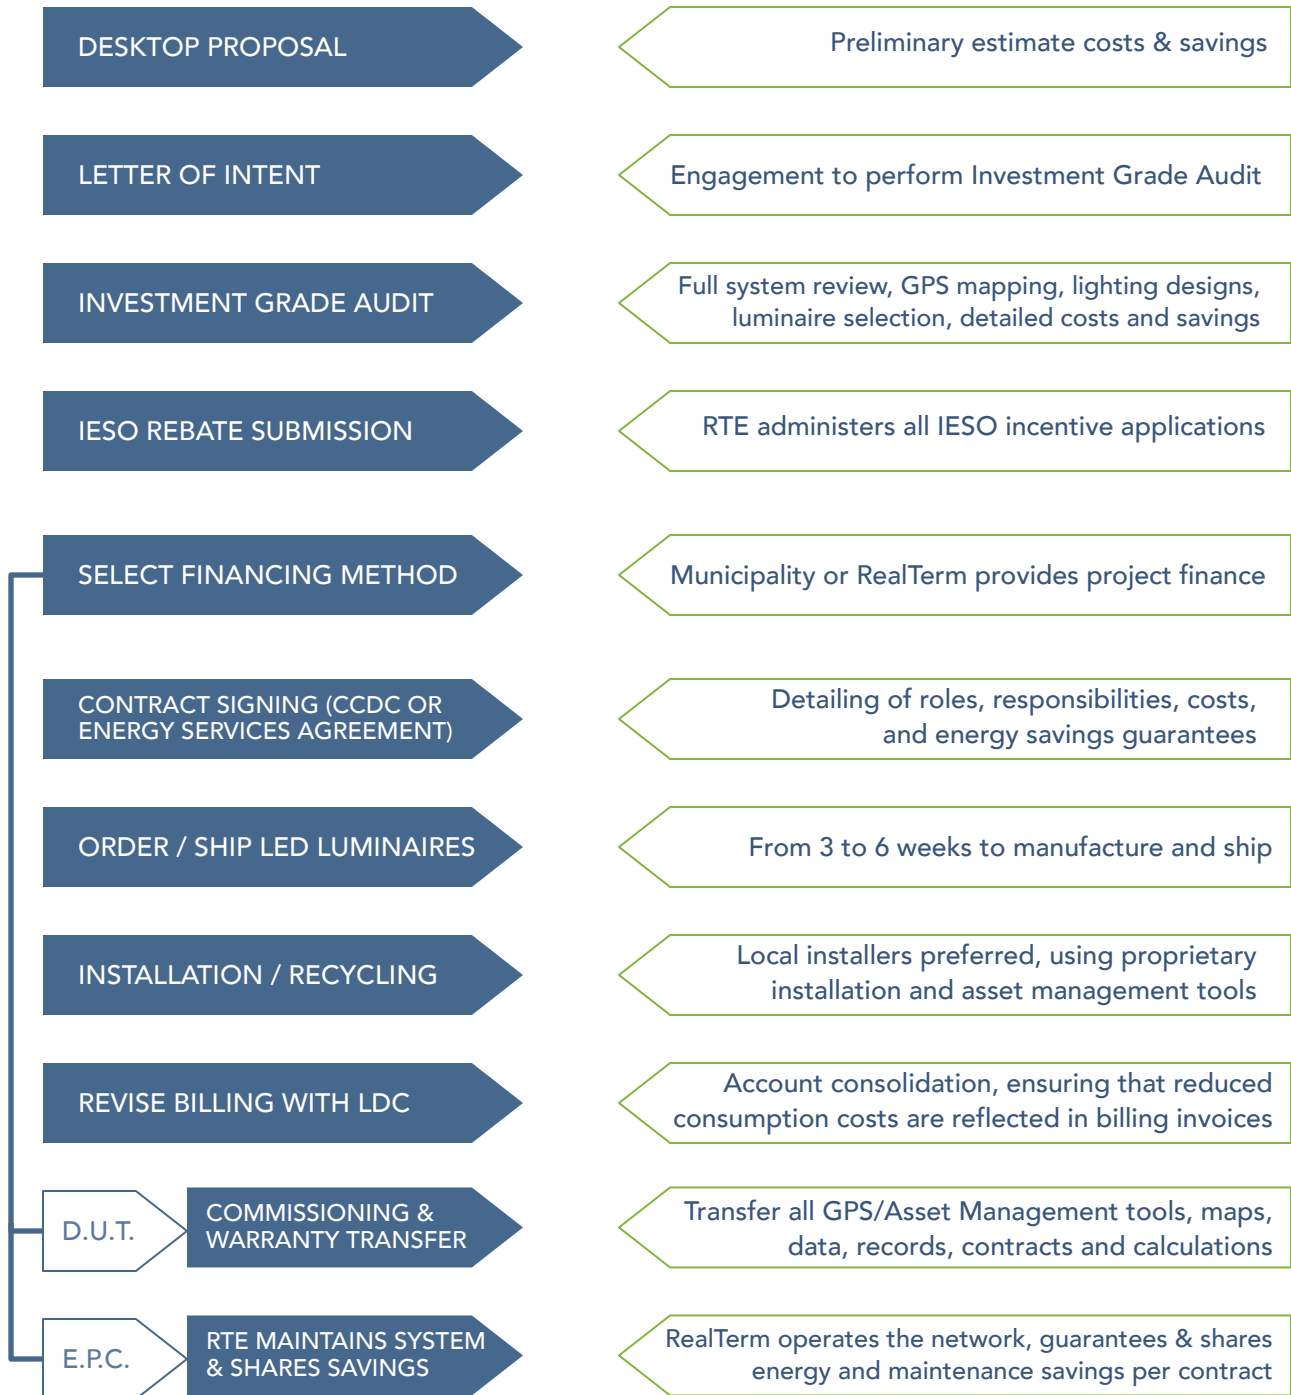 DESKTOP PROPOSAL
Preliminary estimate costs & savings
LETTER OF INTENT
Engagement to perform Investment Grade Audit
INVESTMENT GRADE AUDIT
Full system review, GPS mapping, lighting designs,
luminaire selection, detailed costs and savings
IESO REBATE SUBMISSION
RTE administers all IESO incentive applications
SELECT FINANCING METHOD
Municipality or RealTerm provides project finance
CONTRACT SIGNING (CCDC OR
ENERGY SERVICES AGREEMENT)
Detailing of roles, responsibilities, costs,
and energy savings guarantees
ORDER / SHIP LED LUMINAIRES
From 3 to 6 weeks to manufacture and ship
INSTALLATION / RECYCLING
Local installers preferred, using proprietary
installation and asset management tools
REVISE BILLING WITH LDC
Account consolidation, ensuring that reduced
consumption costs are reflected in billing invoices
D.U.T.
COMMISSIONING &
WARRANTY TRANSFER
Transfer all GPS/Asset Management tools, maps,
data, records, contracts and calculations
E.P.C.
RTE MAINTAINS SYSTEM
& SHARES SAVINGS
RealTerm operates the network, guarantees & shares
energy and maintenance savings per contract